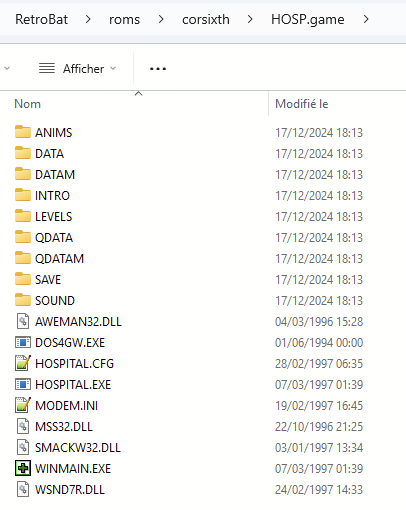 RetroBat > roms > corsixth > HOSP.game >
Afficher ...
Nom Modifié le
ANIMS 17/12/2024 18:13
DATA 17/12/2024 18:13
DATAM 17/12/2024 18:13
INTRO 17/12/2024 18:13
LEVELS 17/12/2024 18:13
QDATA 17/12/2024 18:13
QDATAM 17/12/2024 18:13
SAVE 17/12/2024 18:13
SOUND 17/12/2024 18:13
AWEMAN32.DLL 04/03/1996 15:28
DOS4GW.EXE 01/06/1994 00:00
HOSPITAL.CFG 28/02/1997 06:35
HOSPITAL.EXE 07/03/1997 01:39
MODEM.INI 19/02/1997 16:45
MSS32.DLL 22/10/1996 21:25
SMACKW32.DLL 03/01/1997 13:34
WINMAIN.EXE 07/03/1997 01:39
WSND7R.DLL 24/02/1997 14:33